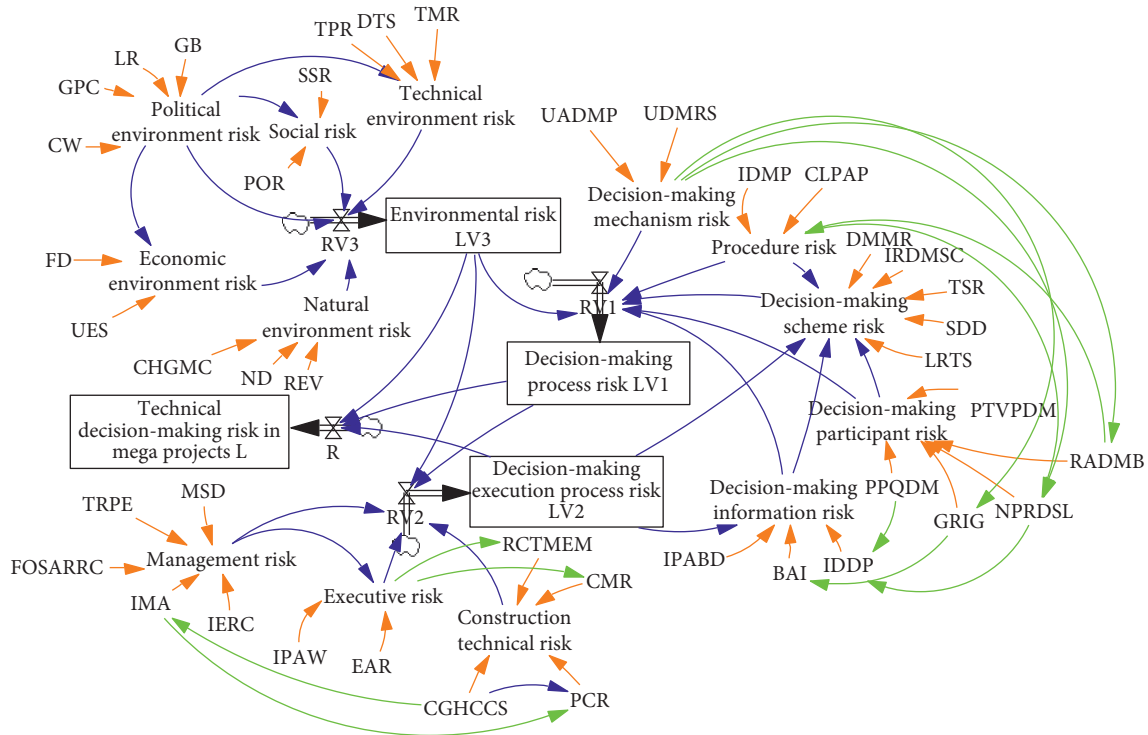 TMR
DTS
TPR
GB
LR
SSR
GPC
Technical
environment risk
Political
environment risk
Social risk
CW
POR
UADMP
UDMRS
IDMP
CLPAP
Decision-making
mechanism risk
Environmental risk
LV3
RV3
Procedure risk
DMMR
IRDMSC
FD
Economic
environment risk
Natural
environment risk
TSR
Decision-making
scheme risk
RV1
SDD
UES
LRTS
CHGMC
ND
REV
Decision-making
process risk LV1
PTVPDM
Decision-making
participant risk
Technical
decision-making risk in
mega projects L
R
RADMB
Decision-making
execution process risk
LV2
Decision-making
information risk
PPQDM
NPRDSL
GRIG
TRPE
MSD
RV2
RCTMEM
IPABD
BAI
IDDP
FOSARRC
Management risk
CMR
IMA
IERC
Executive risk
Construction
technical risk
IPAW
EAR
CGHCCS
PCR